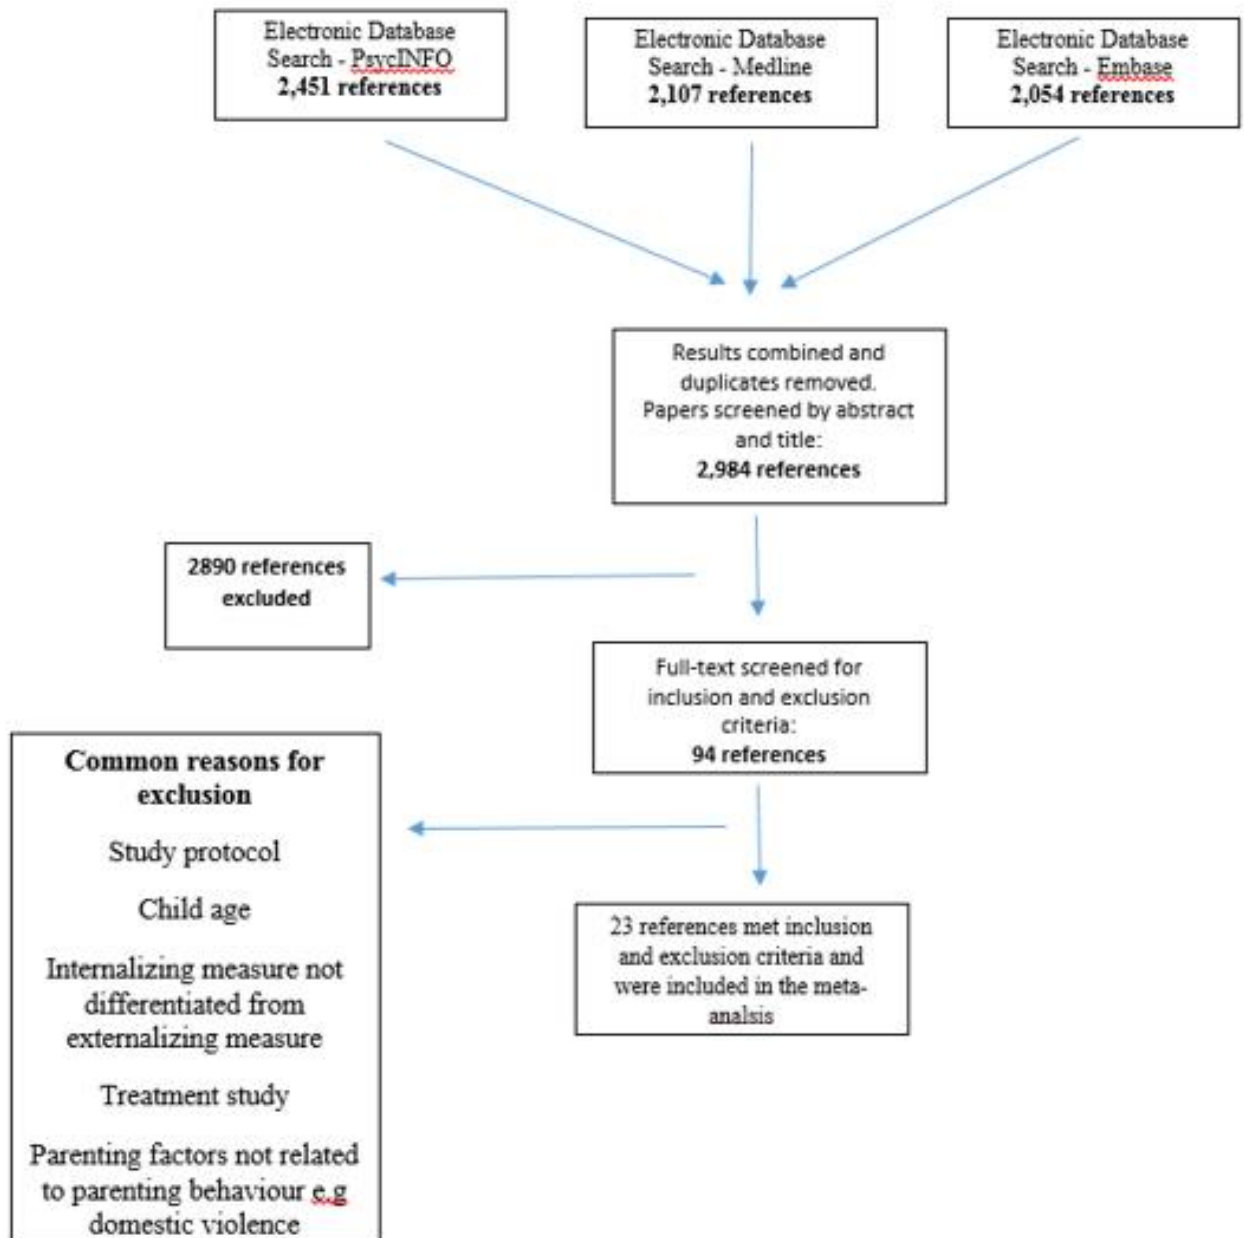 Electronic Database
Search - PsycINFO
2,451 references
Electronic Database
Search - Medline
2,107 references
Electronic Database
Search - Embase
2,054 references
Results combined and
duplicates removed.
Papers screened by abstract
and title:
2,984 references
2890 references
excluded
Full-text screened for
inclusion and exclusion
criteria:
94 references
Common reasons for
exclusion
Study protocol
Child age
Internalizing measure not
differentiated from
externalizing measure
Treatment study
Parenting factors not related
to parenting behaviour e.g
domestic violence
23 references met inclusion
and exclusion criteria and
were included in the meta-
analsis